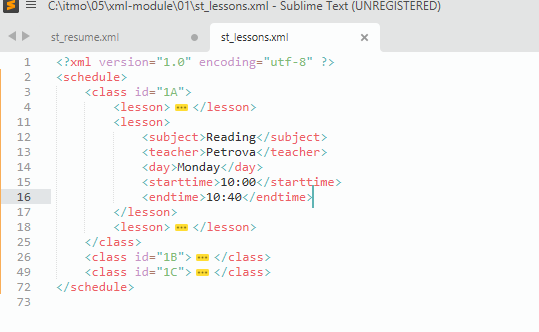 C:\itmo\05\xml-module\01\st_lessons.xml - Sublime Text (UNREGISTERED)
st_resume.xml st_lessons.xml
1 <?xml version="1.0" encoding="utf-8" ?>
2 <schedule>
3 <class id="1A">
4 <lesson>···</lesson>
11 <lesson>
12 <subject>Reading</subject>
13 <teacher>Petrova</teacher>
14 <day>Monday</day>
15 <starttime>10:00</starttime>
16 <endtime>10:40</endtime>
17 </lesson>
18 <lesson>···</lesson>
25 </class>
26 <class id="1B">···</class>
49 <class id="1C">···</class>
72 </schedule>
73